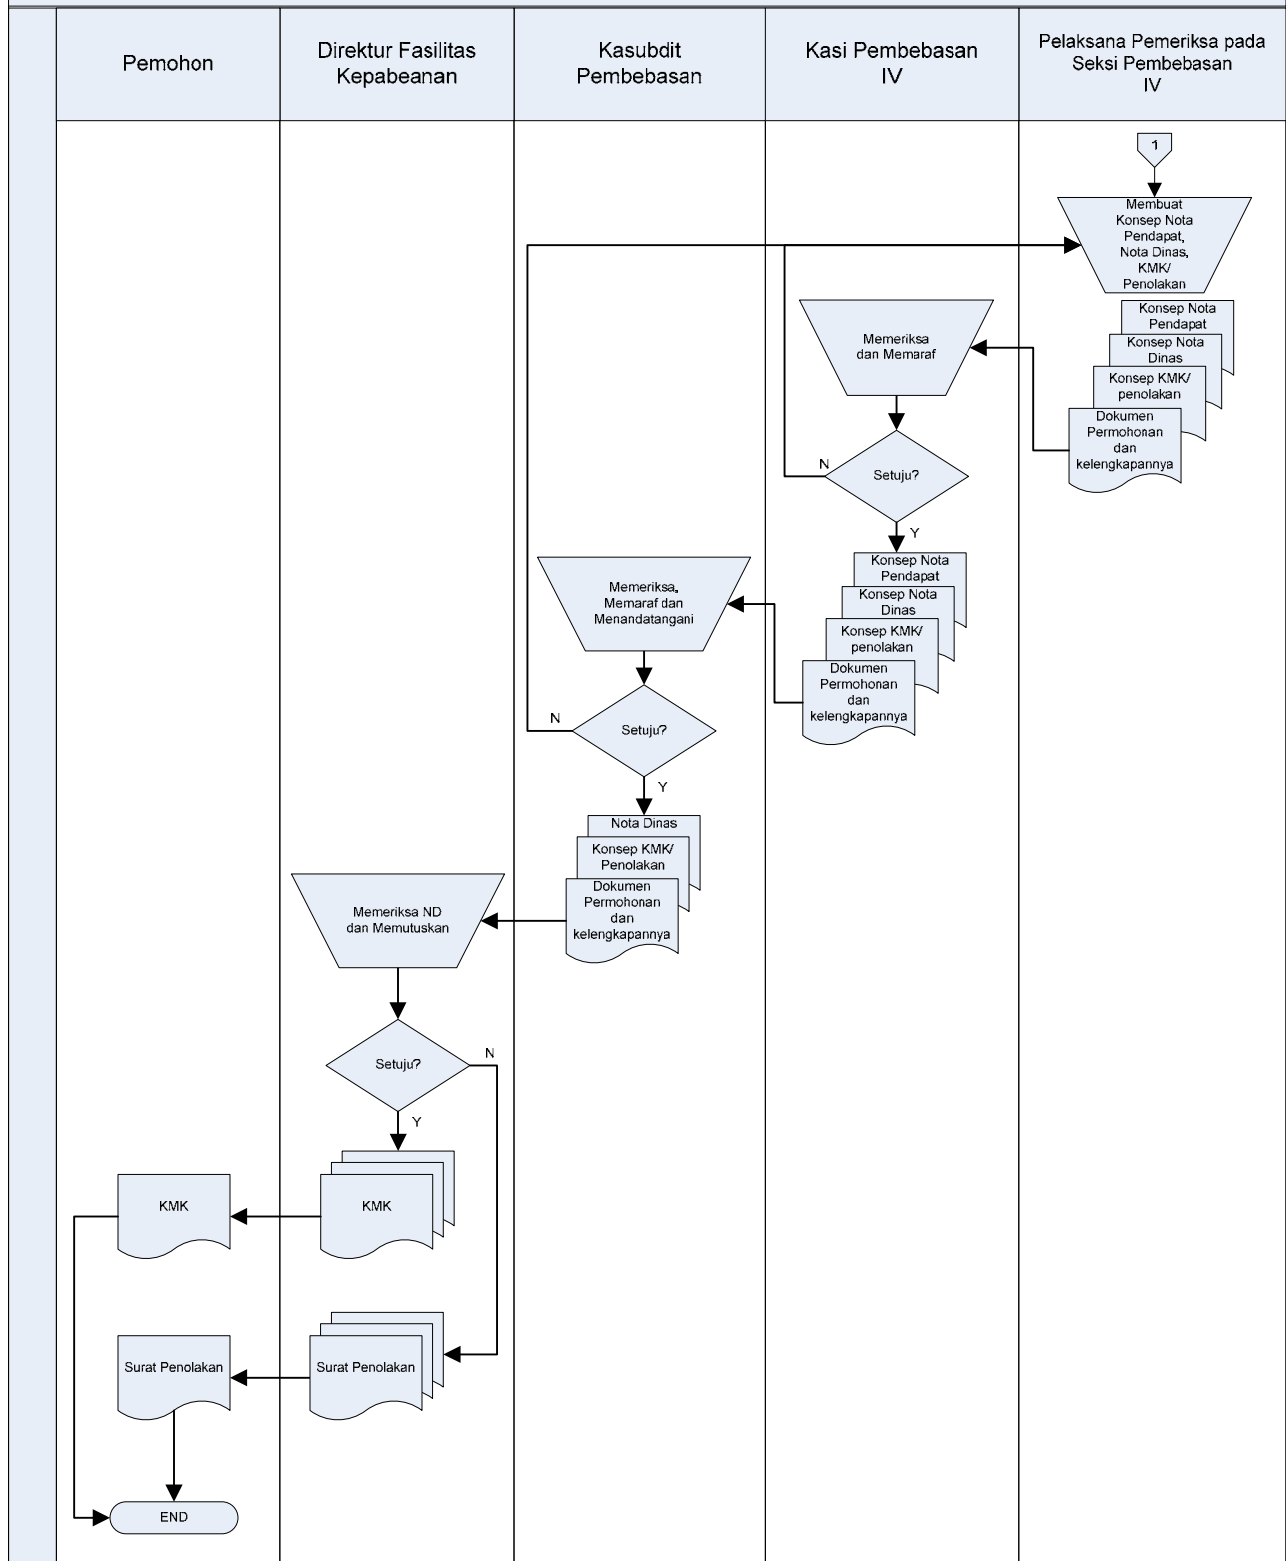 Pemohon
Direktur Fasilitas
Kepabeanan
Kasubdit
Pembebasan
Kasi Pembebasan
IV
Pelaksana Pemeriksa pada
Seksi Pembebasan
IV
1
Membuat
Konsep Nota
Pendapat,
Nota Dinas,
KMK/
Penolakan
Konsep Nota
Pendapat
Konsep Nota
Dinas
Konsep KMK/
penolakan
Dokumen
Permohonan
dan
kelengkapannya
Memeriksa
dan Memaraf
Setuju?
N
Y
Konsep Nota
Pendapat
Konsep Nota
Dinas
Konsep KMK/
penolakan
Dokumen
Permohonan
dan
kelengkapannya
Memeriksa,
Memaraf dan
Menandatangani
Setuju?
N
Y
Nota Dinas
Konsep KMK/
Penolakan
Dokumen
Permohonan
dan
kelengkapannya
Memeriksa ND
dan Memutuskan
Setuju?
N
Y
KMK
KMK
Surat Penolakan
Surat Penolakan
END